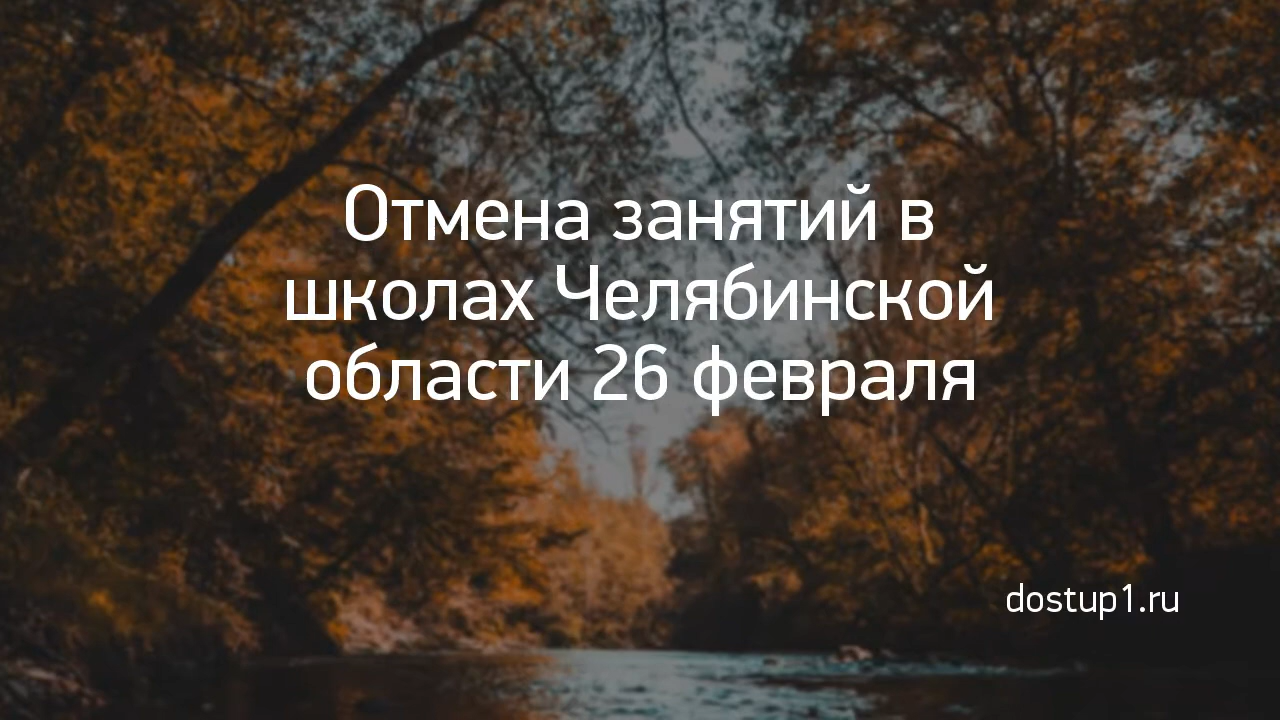 Отмена занятий в
школах Челябинской
области 26 февраля
dostup1.ru